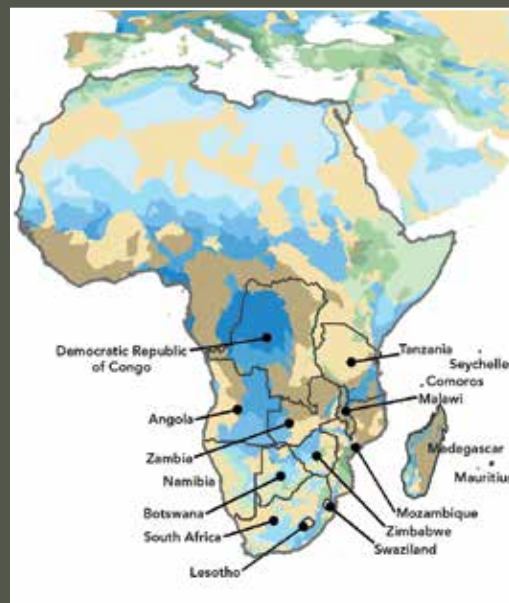 Democratic Republic
of Congo
Tanzania
Seychelles
Comoros
Malawi
Angola
Zambia
Madagascar
Namibia
Mauritius
Botswana
Mozambique
South Africa
Zimbabwe
Swaziland
Lesotho